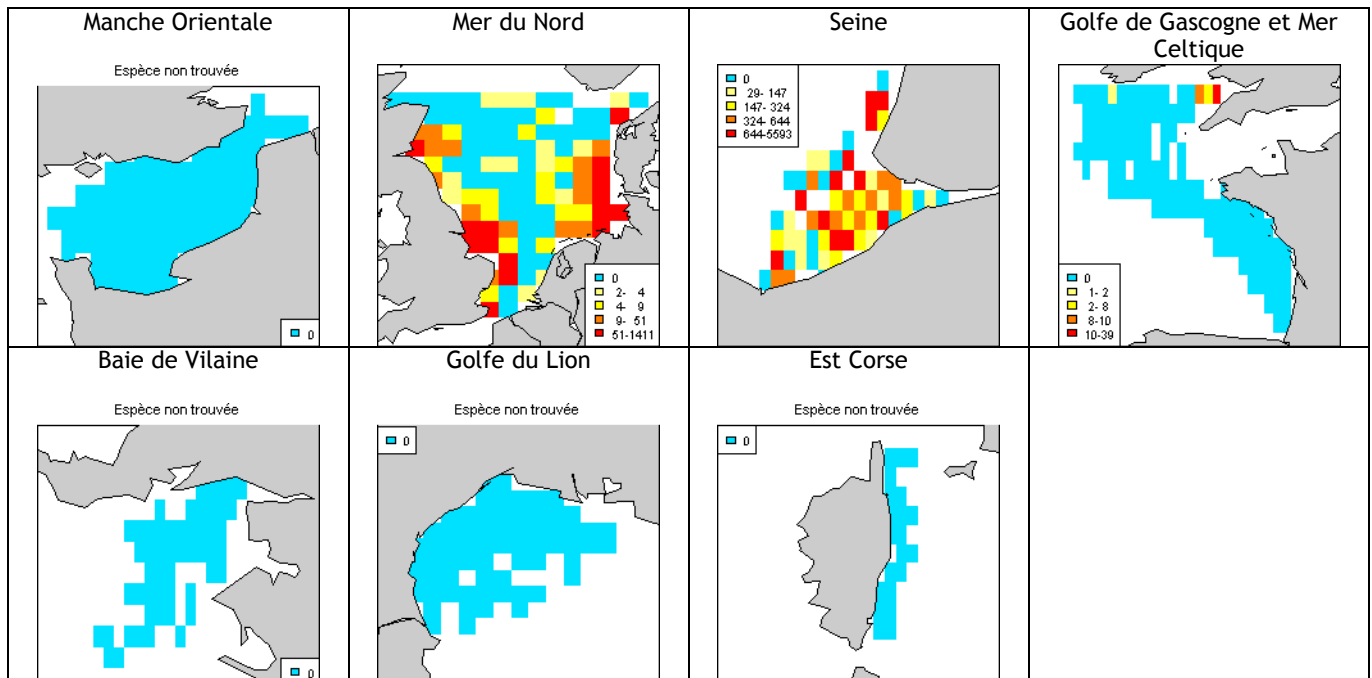 Manche Orientale
Espèce non trouvée
0
Mer du Nord
0
2- 4
4- 9
9- 51
51-1411
Seine
0
29- 147
147- 324
324- 644
644-5593
Golfe de Gascogne et Mer
Celtique
0
1- 2
2- 8
8-10
10-39
Baie de Vilaine
Espèce non trouvée
0
Golfe du Lion
Espèce non trouvée
0
Est Corse
Espèce non trouvée
0